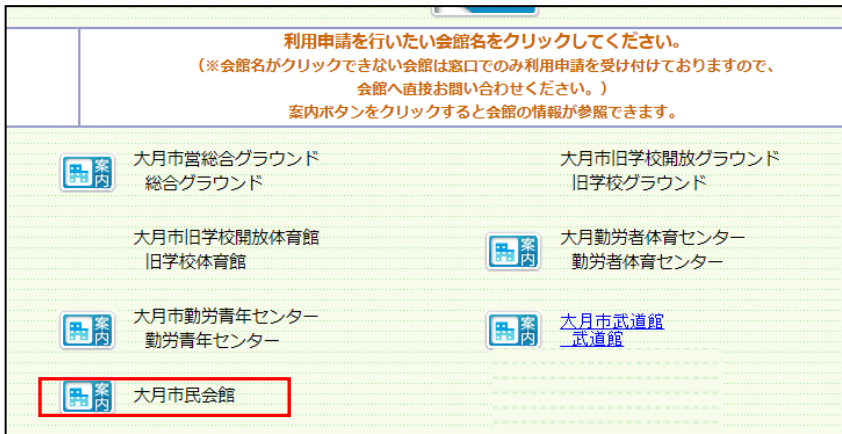 利用申請を行いたい会館名をクリックしてください。
(※会館名がクリックできない会館は窓口でのみ利用申請を受け付けておりますので、
会館へ直接お問い合わせください。)
案内ボタンをクリックすると会館の情報が参照できます。
案内
大月市営総合グラウンド
総合グラウンド
大月市旧学校開放グラウンド
旧学校グラウンド
大月市旧学校開放体育館
旧学校体育館
案内
大月勤労者体育センター
勤労者体育センター
案内
大月市勤労青年センター
勤労青年センター
案内
大月市武道館
武道館
案内
大月市民会館